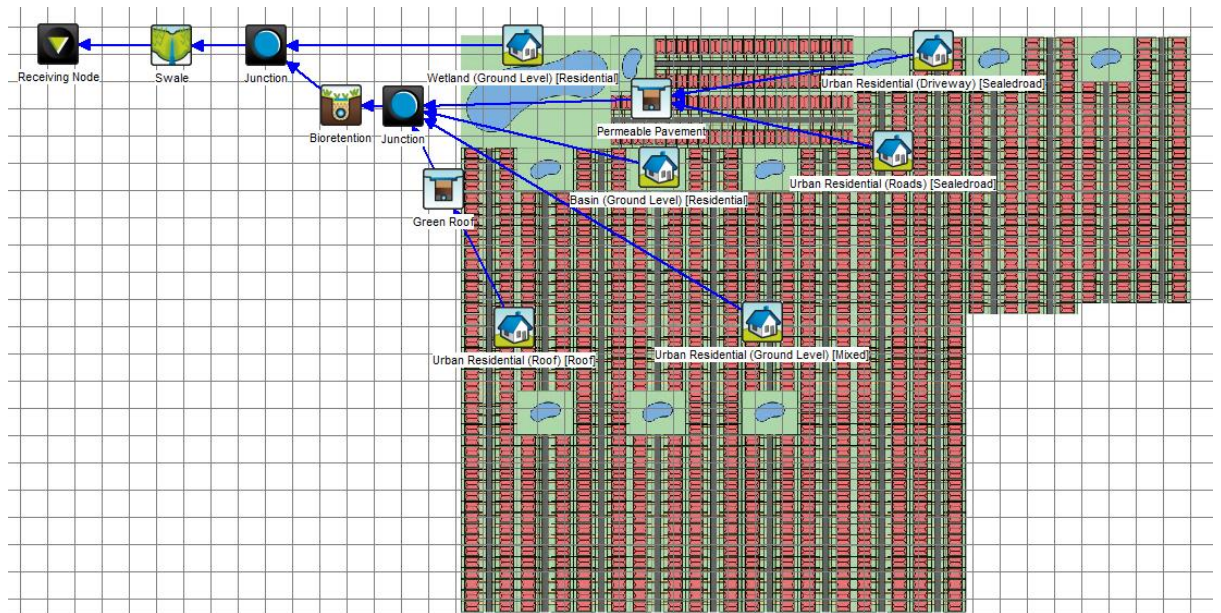 Receiving Node
Swale
Junction
Wetland (Ground Level) [Residential]
Urban Residential (Driveway) [Sealedroad]
Bioretention
Junction
Permeable Pavement
Urban Residential (Roads) [Sealedroad]
Basin (Ground Level) [Residential]
Green Roof
Urban Residential (Roof) [Roof]
Urban Residential (Ground Level) [Mixed]